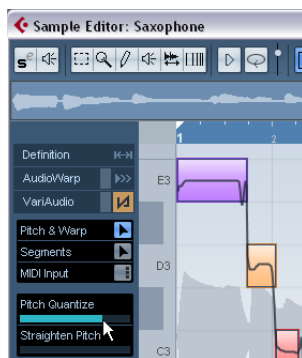 Sample Editor: Saxophone
1 2
Definition
AudioWarp
VariAudio
Pitch & Warp
Segments
MIDI Input
Pitch Quantize
Straighten Pitch
E3
D3
C3